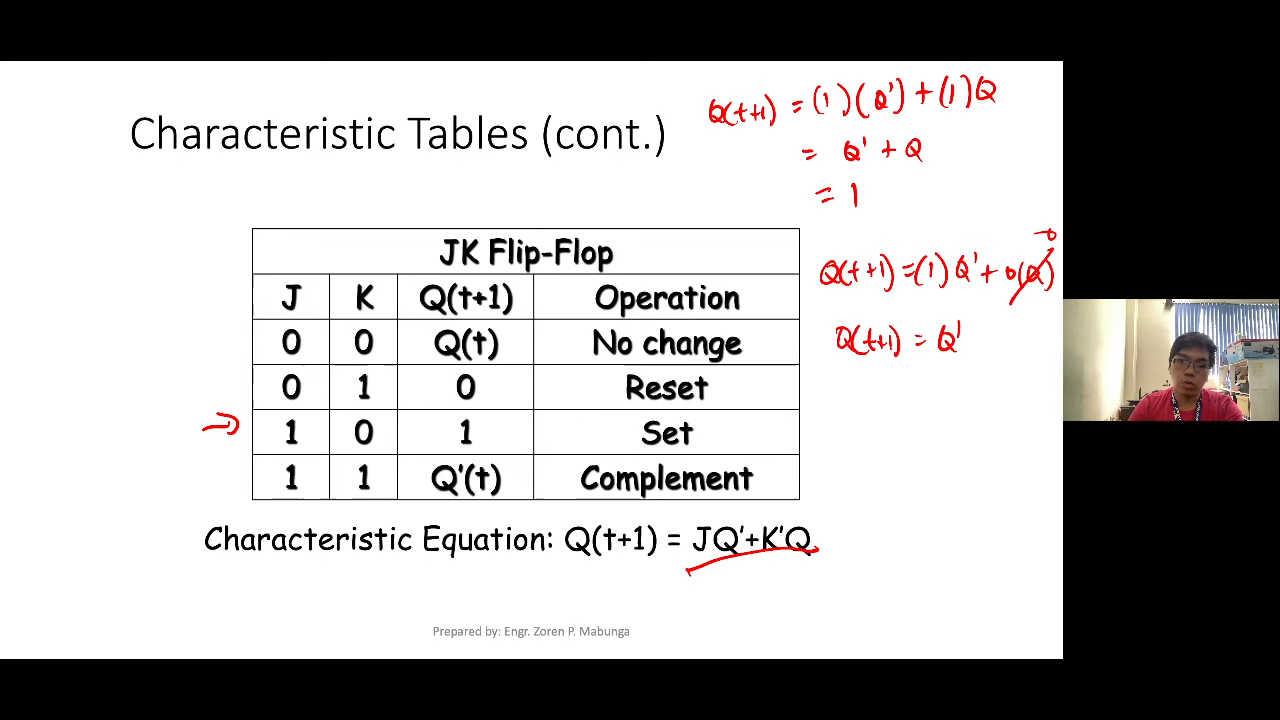 Characteristic Tables (cont.)
Q(t+1) = (1)(Q') + (1)Q
= Q' + Q
= 1
Q(t+1) = (1)Q' + 0(Q)
Q(t+1) = Q'
JK Flip-Flop
J K Q(t+1) Operation
0 0 Q(t) No change
0 1 0 Reset
1 0 1 Set
1 1 Q'(t) Complement
Characteristic Equation: Q(t+1) = JQ'+K'Q
Prepared by: Engr. Zoren P. Mabunga